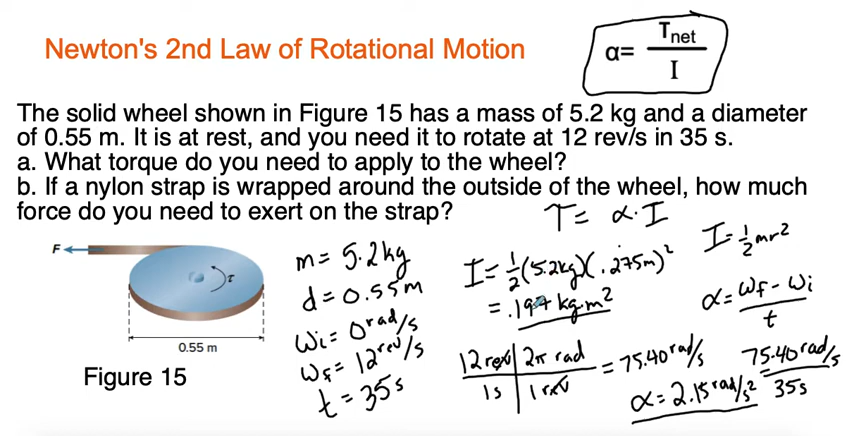 Newton's 2nd Law of Rotational Motion
α= Tnet / I
The solid wheel shown in Figure 15 has a mass of 5.2 kg and a diameter
of 0.55 m. It is at rest, and you need it to rotate at 12 rev/s in 35 s.
a. What torque do you need to apply to the wheel?
b. If a nylon strap is wrapped around the outside of the wheel, how much
force do you need to exert on the strap?
T = α·I
F
τ
0.55 m
Figure 15
m = 5.2kg
d = 0.55m
ωi = 0 rad/s
ωf = 12 rev/s
t = 35s
I = ½(5.2kg)(.275m)²
= .197 kg·m²
I = ½mr²
α = ωf - ωi / t
12 rev | 2π rad
1s | 1 rev
= 75.40 rad/s
75.40 rad/s
35s
α = 2.15 rad/s²